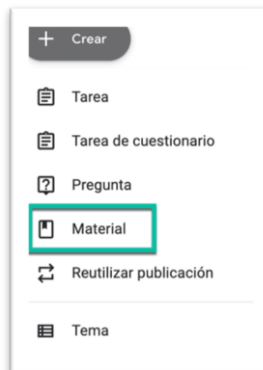 Crear
Tarea
Tarea de cuestionario
Pregunta
Material
Reutilizar publicación
Tema